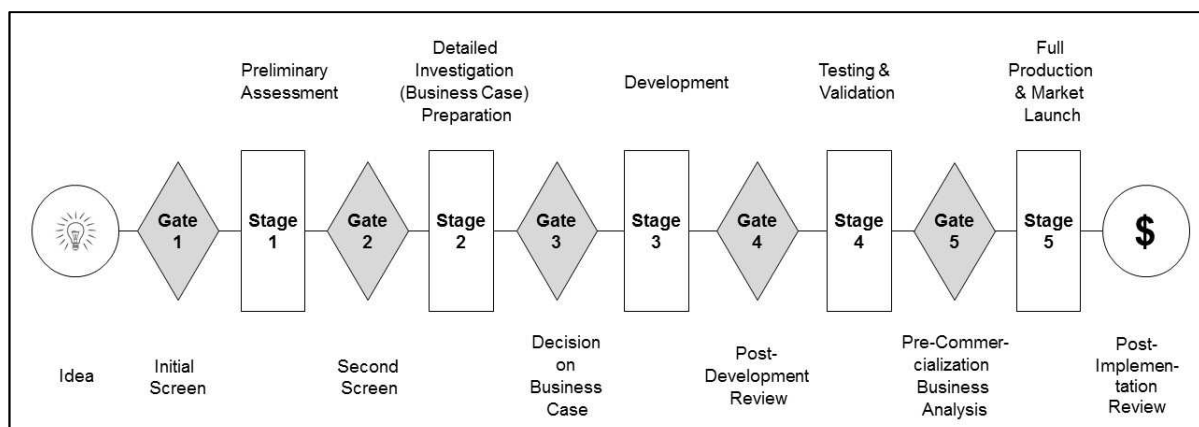 Preliminary
Assessment
Detailed
Investigation
(Business Case)
Preparation
Development
Testing &
Validation
Full
Production
& Market
Launch
Gate
1
Stage
1
Gate
2
Stage
2
Gate
3
Stage
3
Gate
4
Stage
4
Gate
5
Stage
5
$
Idea
Initial
Screen
Second
Screen
Decision
on
Business
Case
Post-
Development
Review
Pre-Commer-
cialization
Business
Analysis
Post-
Implemen-
tation
Review